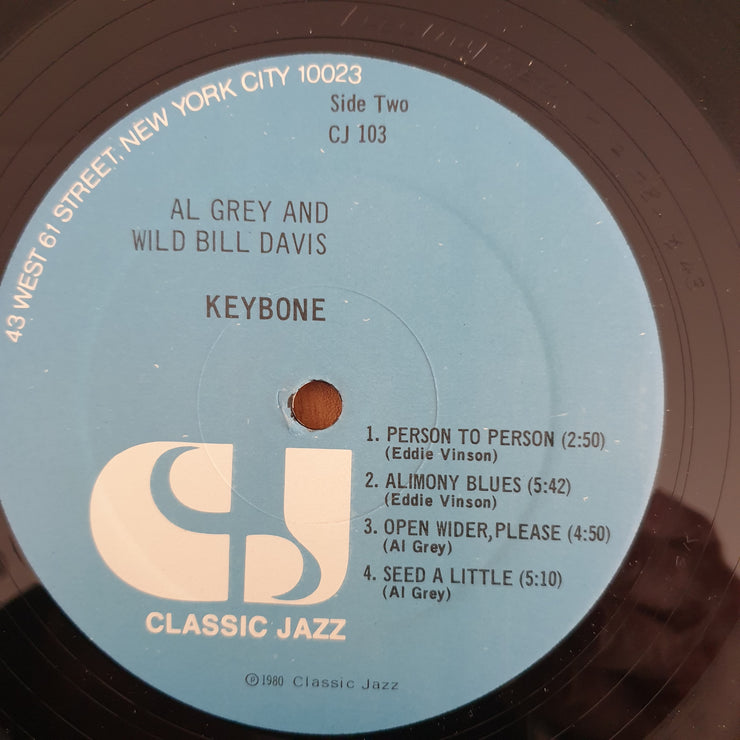 43 WEST 61 STREET, NEW YORK CITY 10023
Side Two
CJ 103
AL GREY AND
WILD BILL DAVIS
KEYBONE
1. PERSON TO PERSON (2:50)
(Eddie Vinson)
2. ALIMONY BLUES (5:42)
(Eddie Vinson)
3. OPEN WIDER, PLEASE (4:50)
(Al Grey)
4. SEED A LITTLE (5:10)
(Al Grey)
CJ
CLASSIC JAZZ
℗1980 Classic Jazz